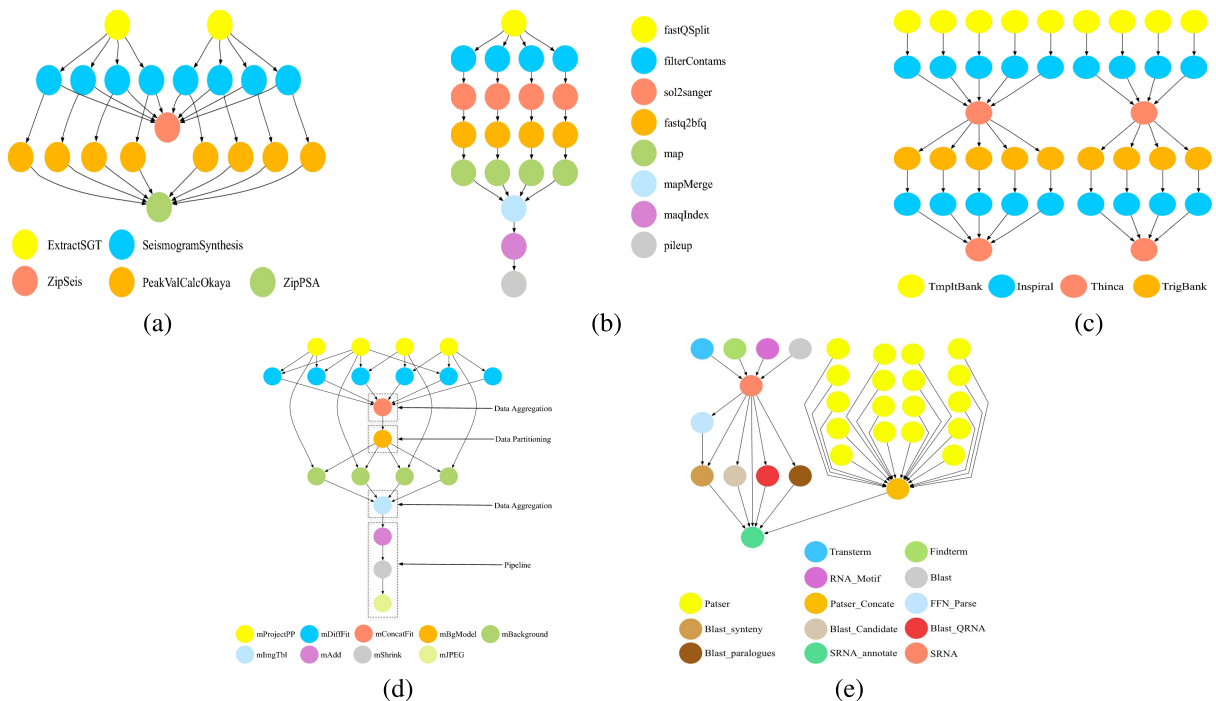 ExtractSGT
SeismogramSynthesis
ZipSeis
PeakValCalcOkaya
ZipPSA
(a)
fastQSplit
filterContams
sol2sanger
fastq2bfq
map
mapMerge
maqIndex
pileup
(b)
TmpltBank
Inspiral
Thinca
TrigBank
(c)
Data Aggregation
Data Partitioning
Data Aggregation
Pipeline
mProjectPP
mDiffFit
mConcatFit
mBgModel
mBackground
mImgTbl
mAdd
mShrink
mJPEG
(d)
Transterm
Findterm
RNA_Motif
Blast
Patser
Patser_Concate
FFN_Parse
Blast_synteny
Blast_Candidate
Blast_QRNA
Blast_paralogues
SRNA_annotate
SRNA
(e)